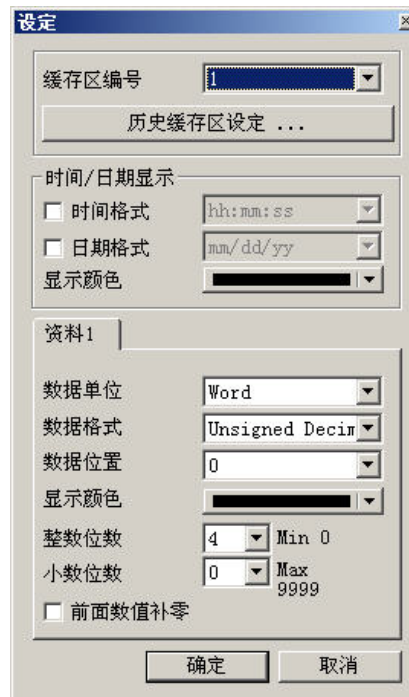 设定
缓存区编号 1
历史缓存区设定 ...
时间/日期显示
时间格式 hh:mm:ss
日期格式 mm/dd/yy
显示颜色
资料1
数据单位 Word
数据格式 Unsigned Decim
数据位置 0
显示颜色
整数位数 4 Min 0
小数位数 0 Max
9999
前面数值补零
确定 取消